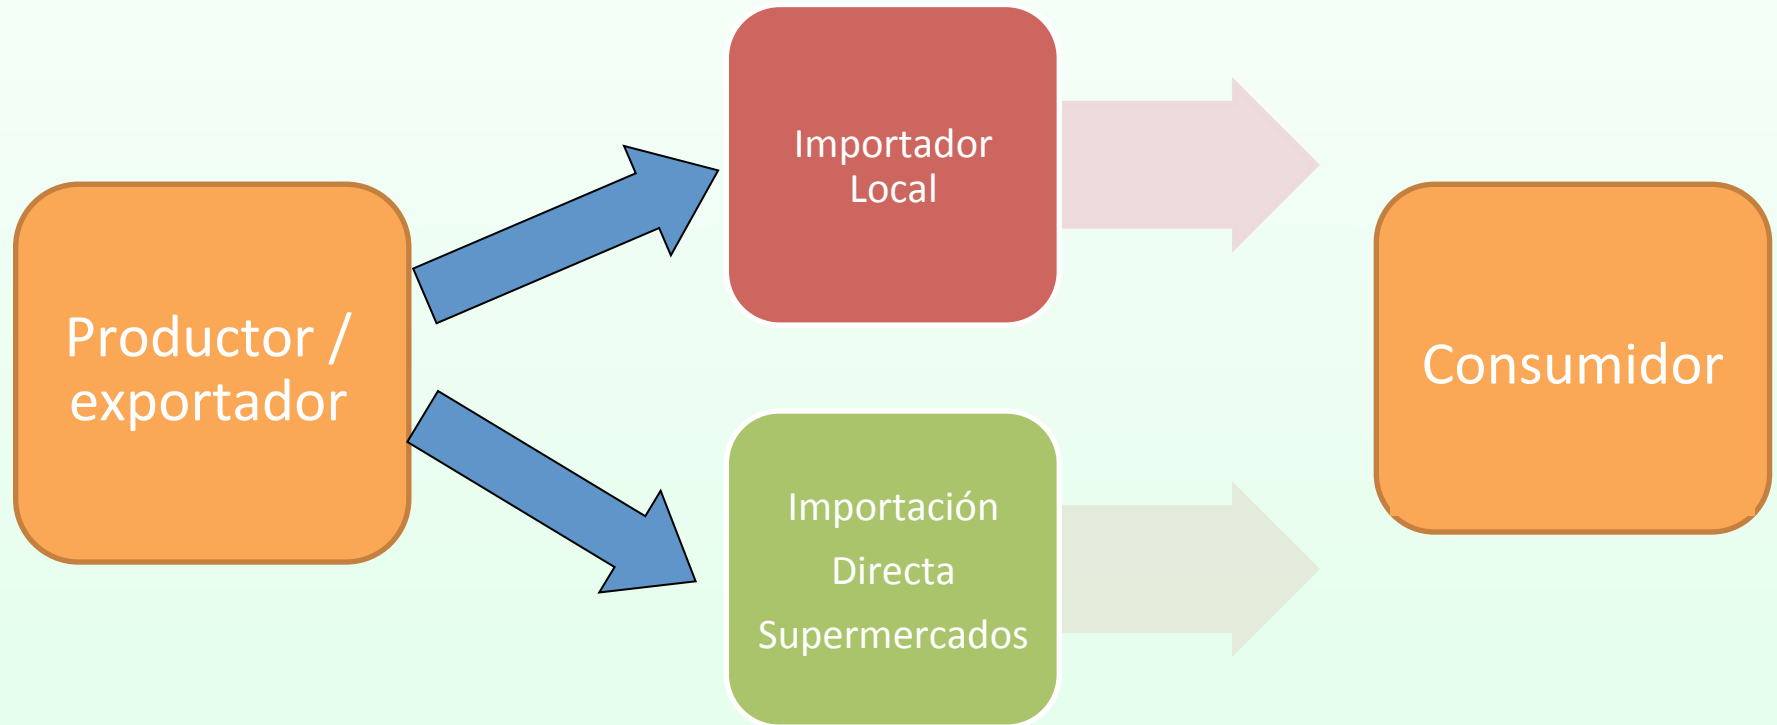 Productor /
exportador
Importador
Local
Importación
Directa
Supermercados
Consumidor